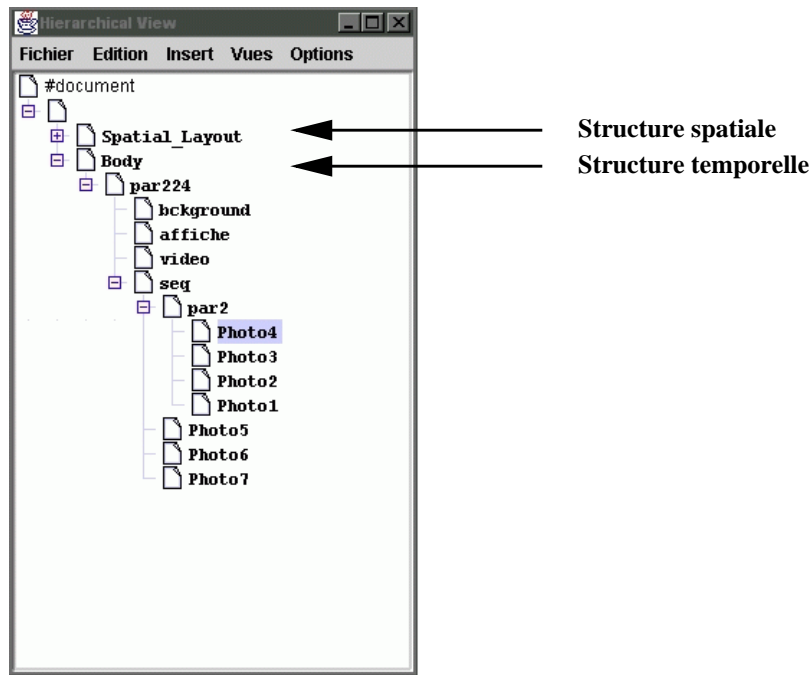 Hierarchical View
Fichier Edition Insert Vues Options
#document
Spatial_Layout
Structure spatiale
Body
Structure temporelle
par224
bckground
affiche
video
seq
par2
Photo4
Photo3
Photo2
Photo1
Photo5
Photo6
Photo7